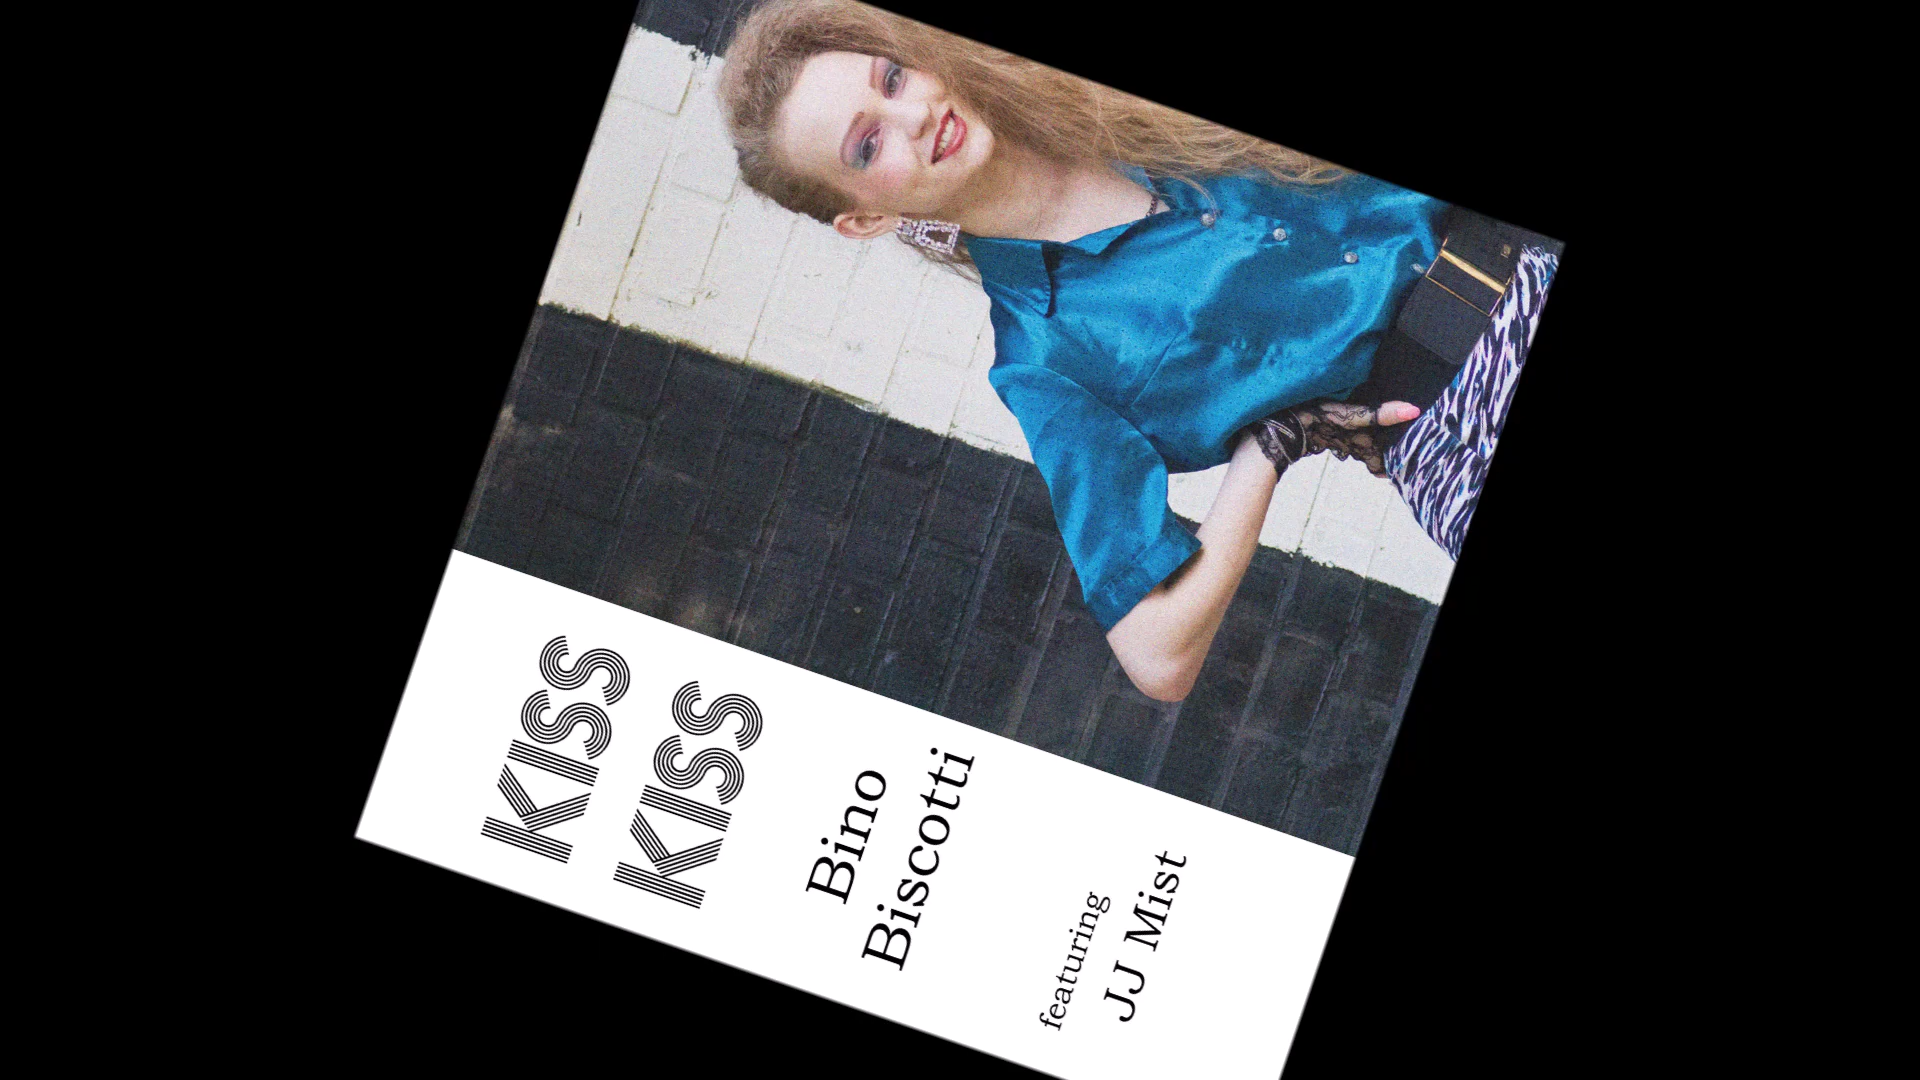 KISS
KISS
Bino
Biscotti
featuring
JJ Mist